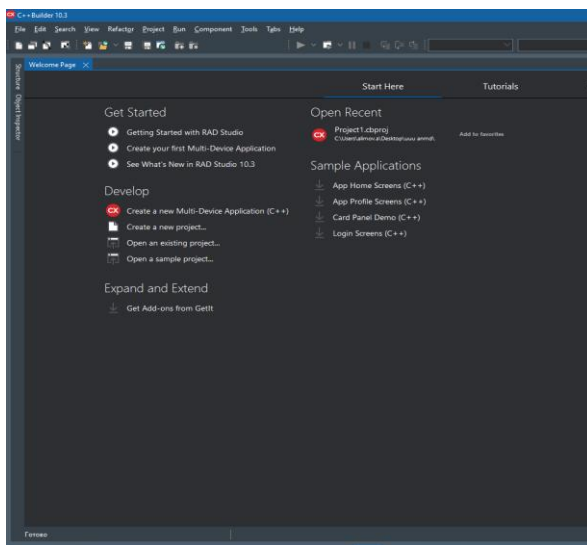 C++Builder 10.3
File Edit Search View Refactor Project Run Component Tools Tabs Help
Welcome Page
Structure
Object Inspector
Start Here Tutorials
Get Started
Getting Started with RAD Studio
Create your first Multi-Device Application
See What's New in RAD Studio 10.3
Develop
CX Create a new Multi-Device Application (C++)
Create a new project...
Open an existing project...
Open a sample project...
Expand and Extend
Get Add-ons from GetIt
Open Recent
CX Project1.cbproj
Add to favorites
Sample Applications
App Home Screens (C++)
App Profile Screens (C++)
Card Panel Demo (C++)
Login Screens (C++)
Готово